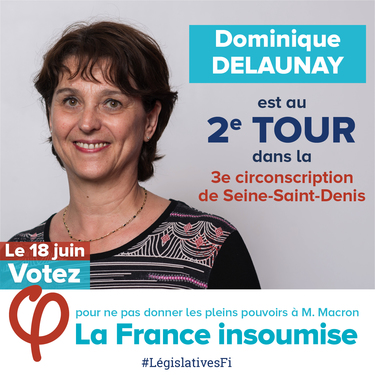 Dominique
DELAUNAY
est au
2e TOUR
dans la
3e circonscription
de Seine-Saint-Denis
Le 18 juin
Votez
φ
pour ne pas donner les pleins pouvoirs à M. Macron
La France insoumise
#LégislativesFi